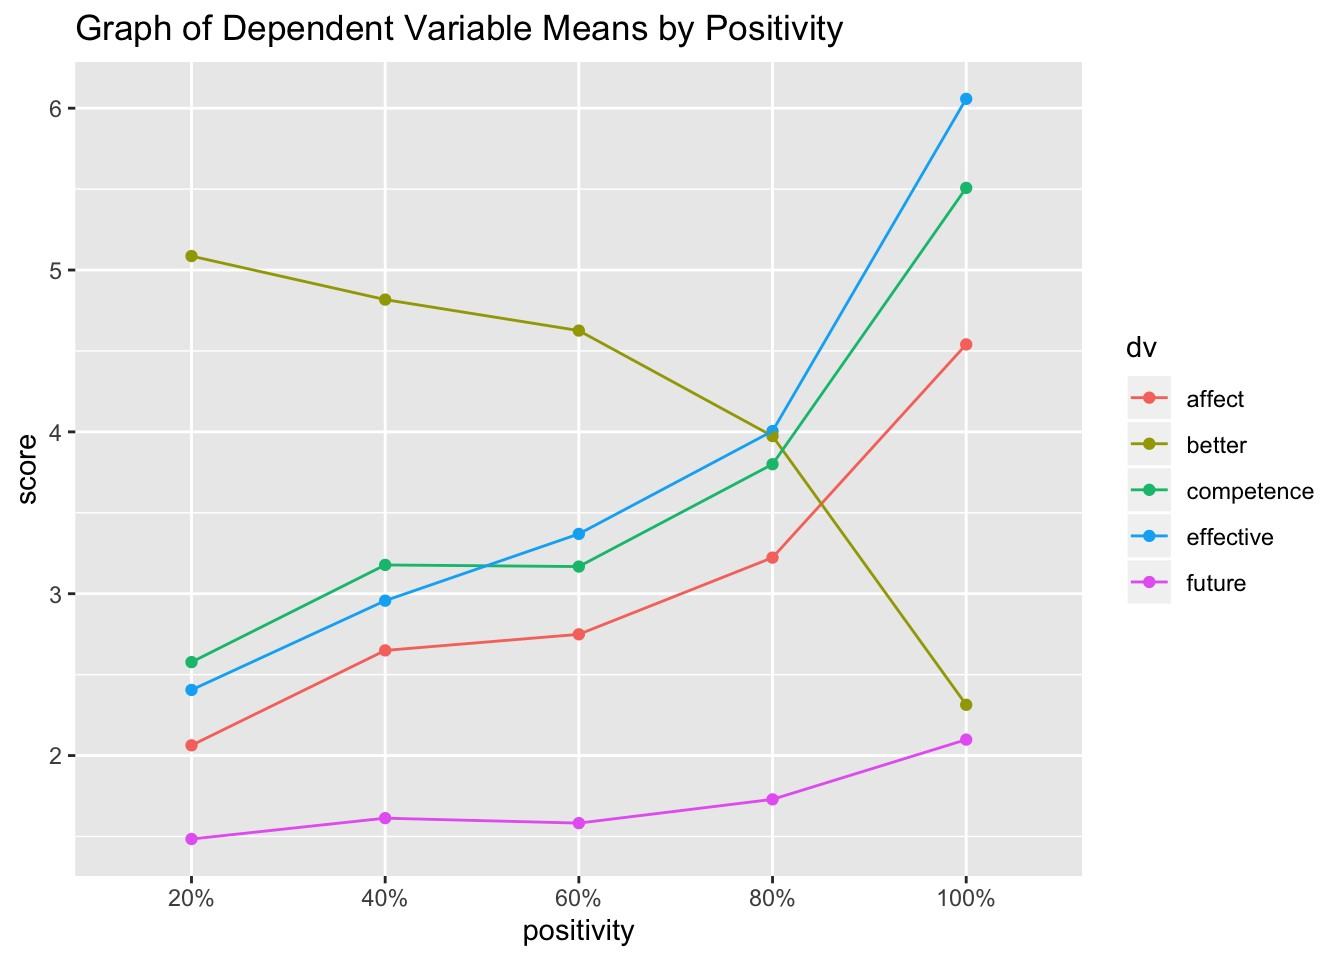 Graph of Dependent Variable Means by Positivity
6
5
4
3
2
score
20% 40% 60% 80% 100%
positivity
dv
affect
better
competence
effective
future